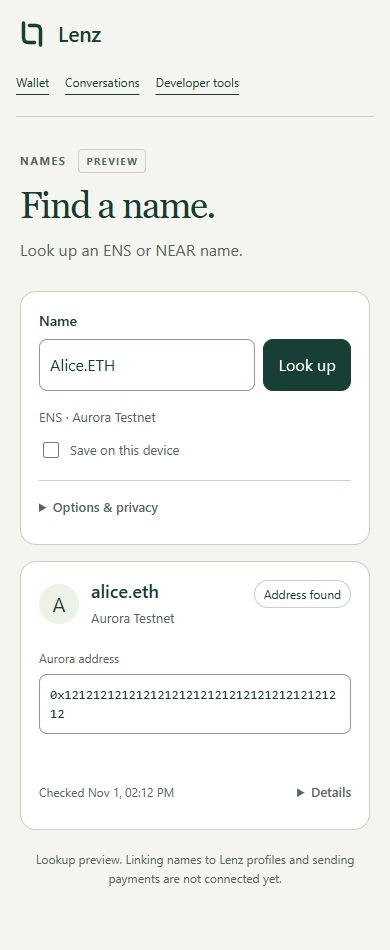 Lenz
Wallet Conversations Developer tools
NAMES PREVIEW
Find a name.
Look up an ENS or NEAR name.
Name
Alice.ETH Look up
ENS · Aurora Testnet
Save on this device
Options & privacy
A alice.eth Address found
Aurora Testnet
Aurora address
0x12121212121212121212121212121212121212
12
Checked Nov 1, 02:12 PM Details
Lookup preview. Linking names to Lenz profiles and sending
payments are not connected yet.